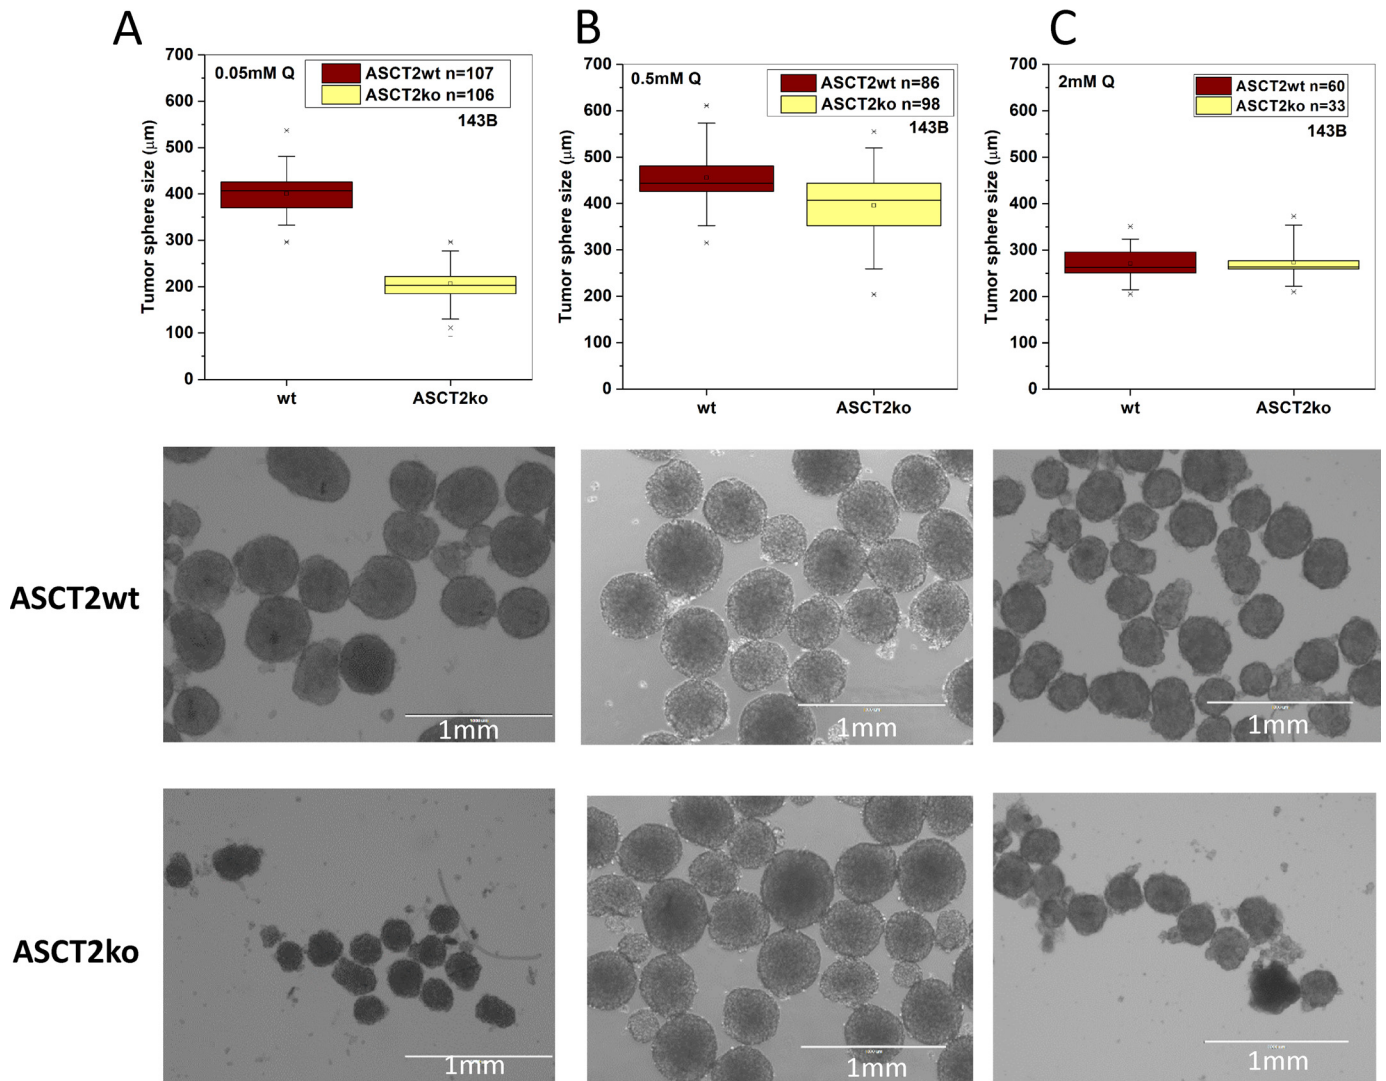 A
B
C
0.05mM Q
ASCT2wt n=107
ASCT2ko n=106
143B
Tumor sphere size (μm)
700
600
500
400
300
200
100
0
wt
ASCT2ko
0.5mM Q
ASCT2wt n=86
ASCT2ko n=98
143B
Tumor sphere size (μm)
700
600
500
400
300
200
100
0
wt
ASCT2ko
2mM Q
ASCT2wt n=60
ASCT2ko n=33
143B
Tumor sphere size (μm)
700
600
500
400
300
200
100
0
wt
ASCT2ko
ASCT2wt
1mm
1mm
1mm
ASCT2ko
1mm
1mm
1mm